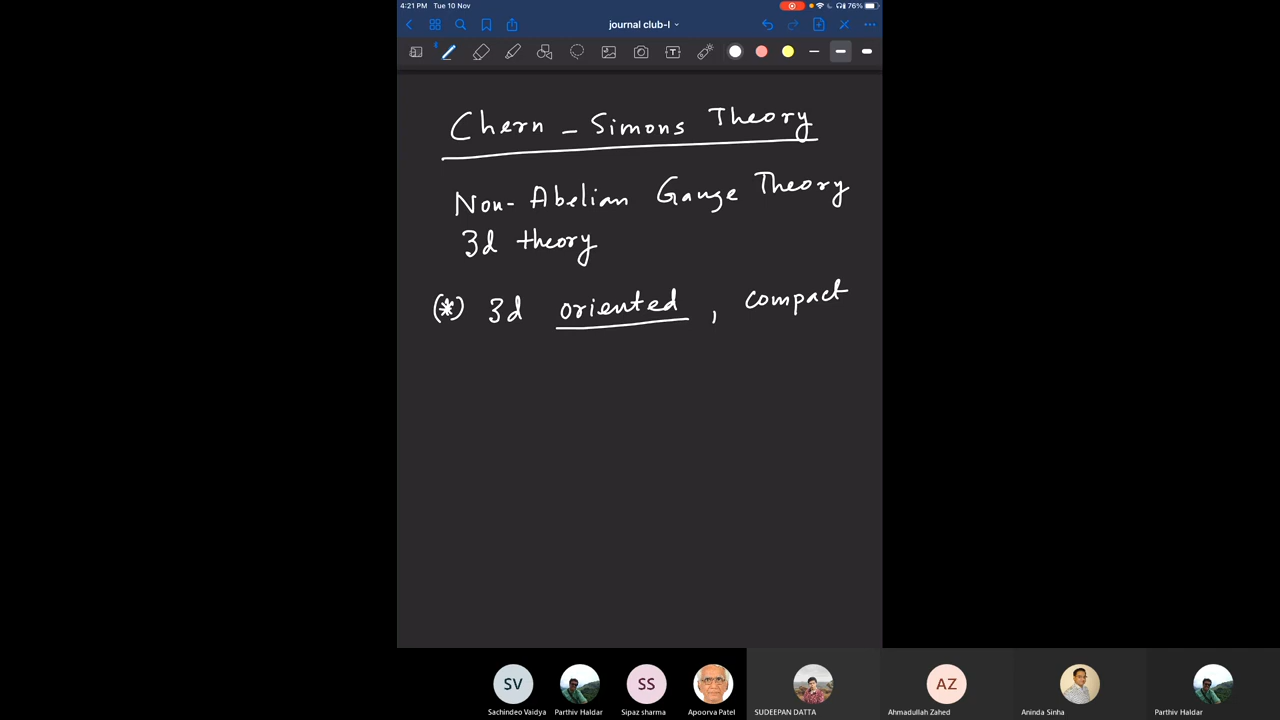 4:21 PM Tue 10 Nov
76%
journal club-I
Chern - Simons Theory
Non-Abelian Gauge Theory
3d theory
(*) 3d oriented, compact
SV
SS
AZ
Sachindeo Vaidya
Parthiv Haldar
Sipaz sharma
Apoorva Patel
SUDEEPAN DATTA
Ahmadullah Zahed
Aninda Sinha
Parthiv Haldar